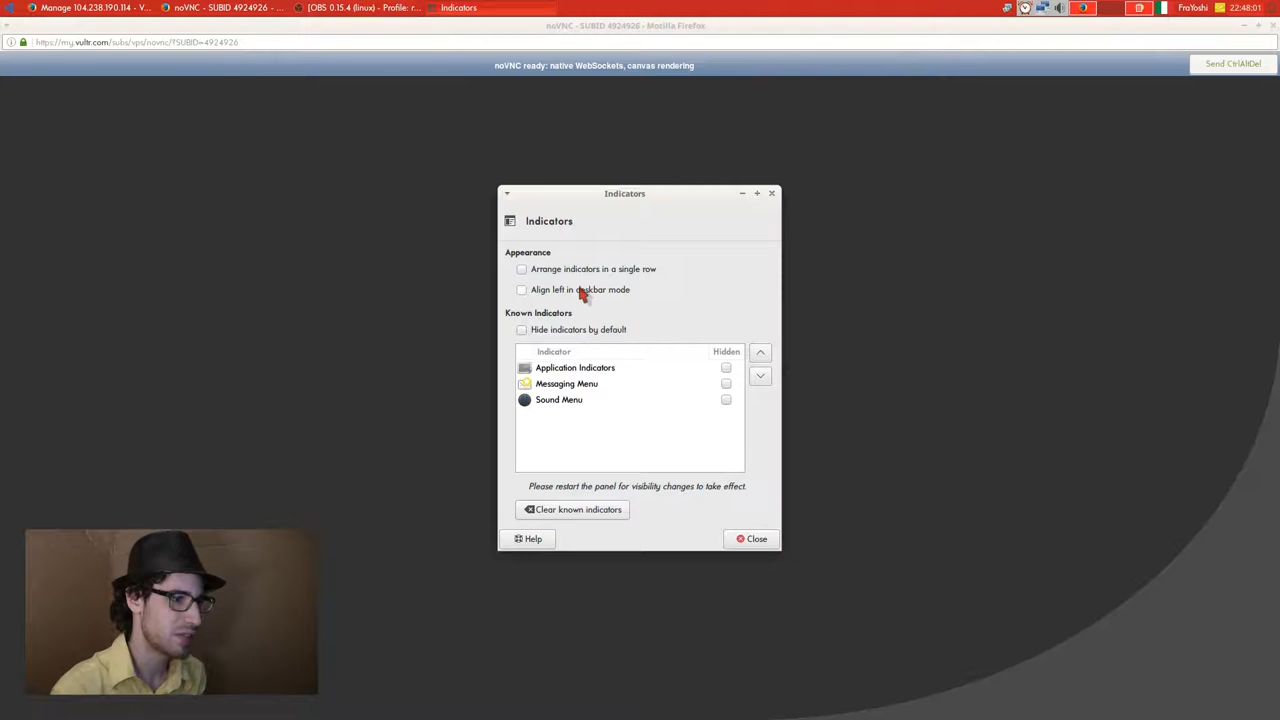 Manage 104.238.190.114 - V...
noVNC - SUBID 4924926 - ...
[OBS 0.15.4 (linux) - Profile: r...
Indicators
FraYoshi
22:48:01
noVNC - SUBID 4924926 - Mozilla Firefox
https://my.vultr.com/subs/vps/novnc/?SUBID=4924926
noVNC ready: native WebSockets, canvas rendering
Send CtrlAltDel
Indicators
Indicators
Appearance
Arrange indicators in a single row
Align left in deskbar mode
Known Indicators
Hide indicators by default
Indicator Hidden
Application Indicators
Messaging Menu
Sound Menu
Please restart the panel for visibility changes to take effect.
Clear known indicators
Help
Close